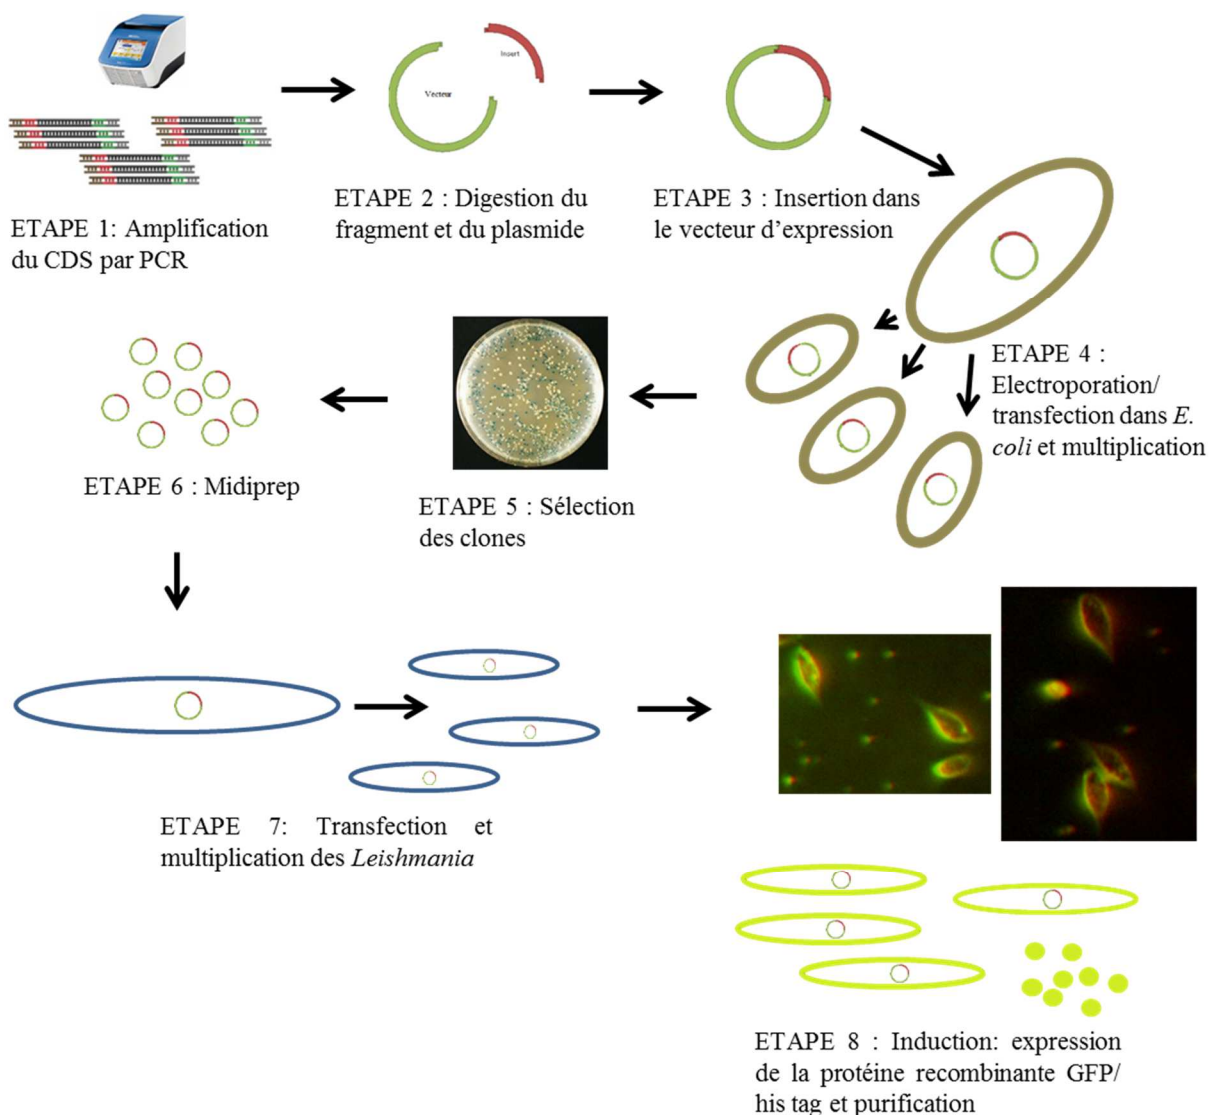 Vecteur
Insert
ETAPE 1: Amplification
du CDS par PCR
ETAPE 2 : Digestion du
fragment et du plasmide
ETAPE 3 : Insertion dans
le vecteur d’expression
ETAPE 4 :
Electroporation/
transfection dans E.
coli et multiplication
ETAPE 5 : Sélection
des clones
ETAPE 6 : Midiprep
ETAPE 7: Transfection et
multiplication des Leishmania
ETAPE 8 : Induction: expression
de la protéine recombinante GFP/
his tag et purification